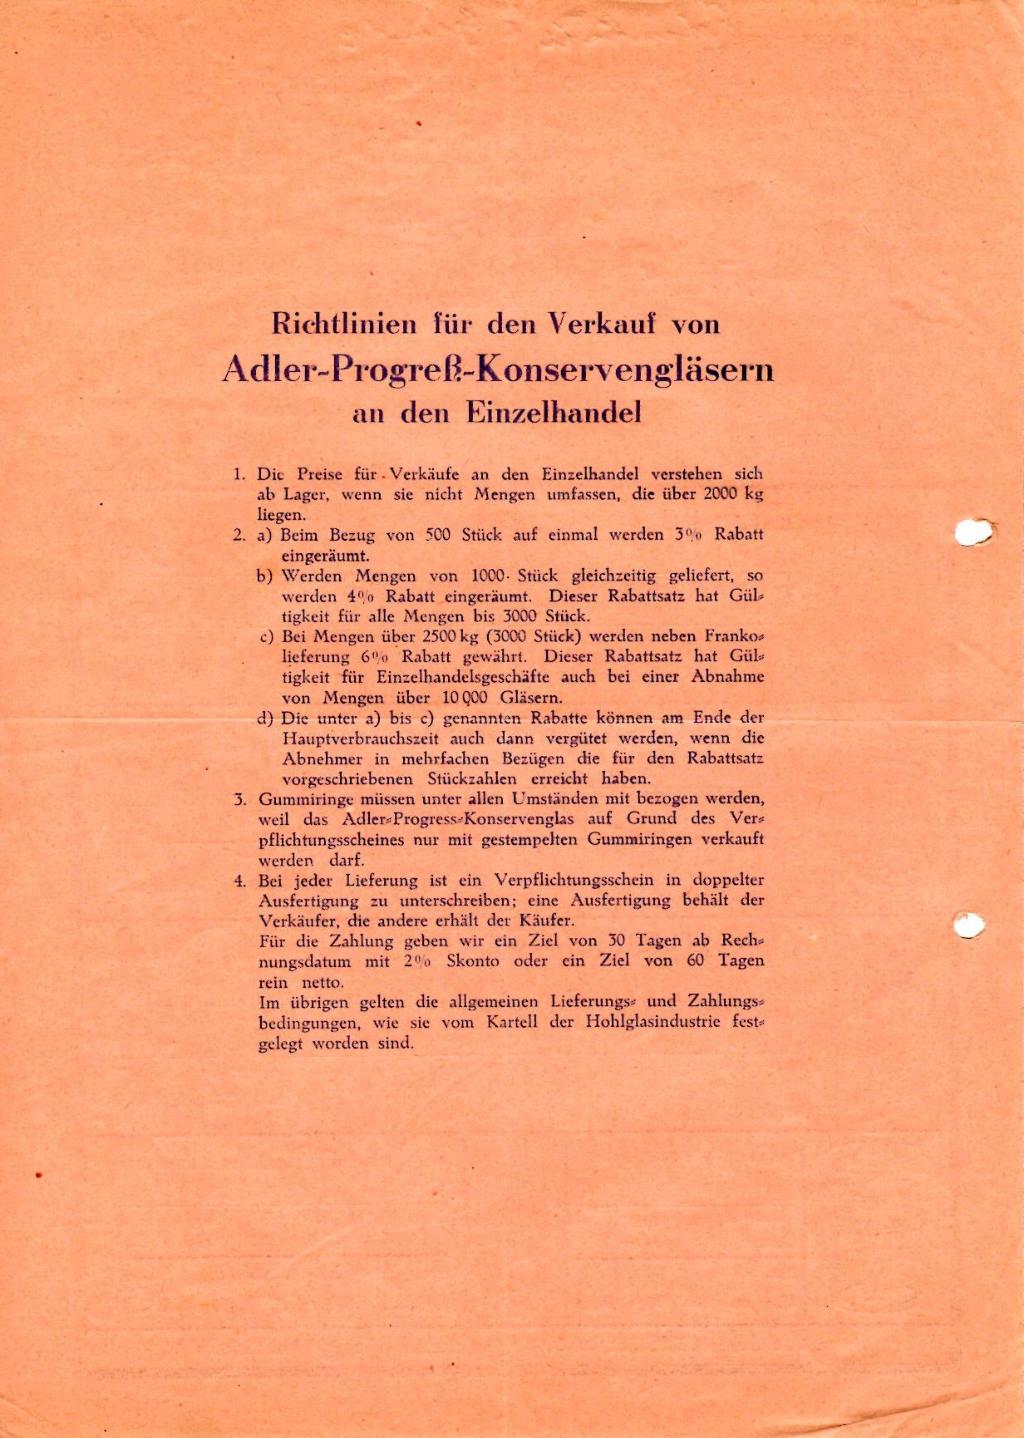 Richtlinien für den Verkauf von
Adler-Progreß-Konservengläsern
an den Einzelhandel
1. Die Preise für Verkäufe an den Einzelhandel verstehen sich
ab Lager, wenn sie nicht Mengen umfassen, die über 2000 kg
liegen.
2. a) Beim Bezug von 500 Stück auf einmal werden 3% Rabatt
eingeräumt.
b) Werden Mengen von 1000 Stück gleichzeitig geliefert, so
werden 4% Rabatt eingeräumt. Dieser Rabattsatz hat Gül-
tigkeit für alle Mengen bis 3000 Stück.
c) Bei Mengen über 2500 kg (3000 Stück) werden neben Franko-
lieferung 6% Rabatt gewährt. Dieser Rabattsatz hat Gül-
tigkeit für Einzelhandelsgeschäfte auch bei einer Abnahme
von Mengen über 10000 Gläsern.
d) Die unter a) bis c) genannten Rabatte können am Ende der
Hauptverbrauchszeit auch dann vergütet werden, wenn die
Abnehmer in mehrfachen Bezügen die für den Rabattsatz
vorgeschriebenen Stückzahlen erreicht haben.
3. Gummiringe müssen unter allen Umständen mit bezogen werden,
weil das Adler-Progress-Konservenglas auf Grund des Ver-
pflichtungsscheines nur mit gestempelten Gummiringen verkauft
werden darf.
4. Bei jeder Lieferung ist ein Verpflichtungsschein in doppelter
Ausfertigung zu unterschreiben; eine Ausfertigung behält der
Verkäufer, die andere erhält der Käufer.
Für die Zahlung geben wir ein Ziel von 30 Tagen ab Rech-
nungsdatum mit 2% Skonto oder ein Ziel von 60 Tagen
rein netto.
Im übrigen gelten die allgemeinen Lieferungs- und Zahlungs-
bedingungen, wie sie vom Kartell der Hohlglasindustrie fest-
gelegt worden sind.